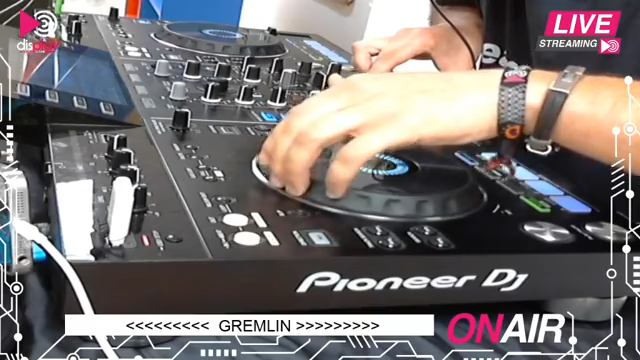 LIVE
STREAMING
Pioneer DJ
<<<<<<<<< GREMLIN >>>>>>>>>
ONAIR